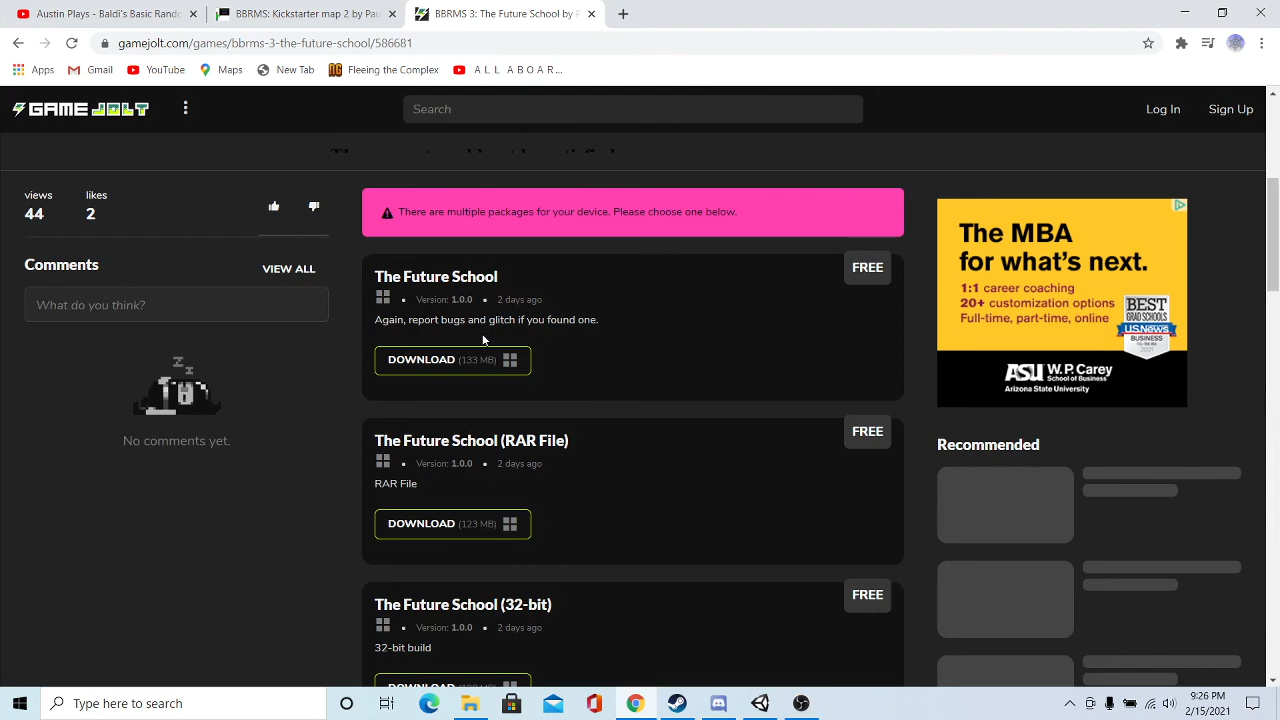 Austin Plays - Baldi's Basic Rando
BBRMS: Kickstarter map 2 by Pa
BBRMS 3: The Future School by P
gamejolt.com/games/bbrms-3-the-future-school/586681
Apps
Gmail
YouTube
Maps
New Tab
Fleeing the Complex
A L L A B O A R...
GAME JOLT
Search
Log In
Sign Up
views
likes
44
2
Comments
VIEW ALL
What do you think?
No comments yet.
There are multiple packages for your device. Please choose one below.
The Future School
FREE
Version: 1.0.0 • 2 days ago
Again, report bugs and glitch if you found one.
DOWNLOAD (133 MB)
The Future School (RAR File)
FREE
Version: 1.0.0 • 2 days ago
RAR File
DOWNLOAD (123 MB)
The Future School (32-bit)
FREE
Version: 1.0.0 • 2 days ago
32-bit build
The MBA
for what's next.
1:1 career coaching
20+ customization options
Full-time, part-time, online
BEST
GRAD SCHOOLS
U.S.News
BUSINESS
2021
ASU W. P. Carey
School of Business
Arizona State University
Recommended
Type here to search
9:26 PM
2/15/2021